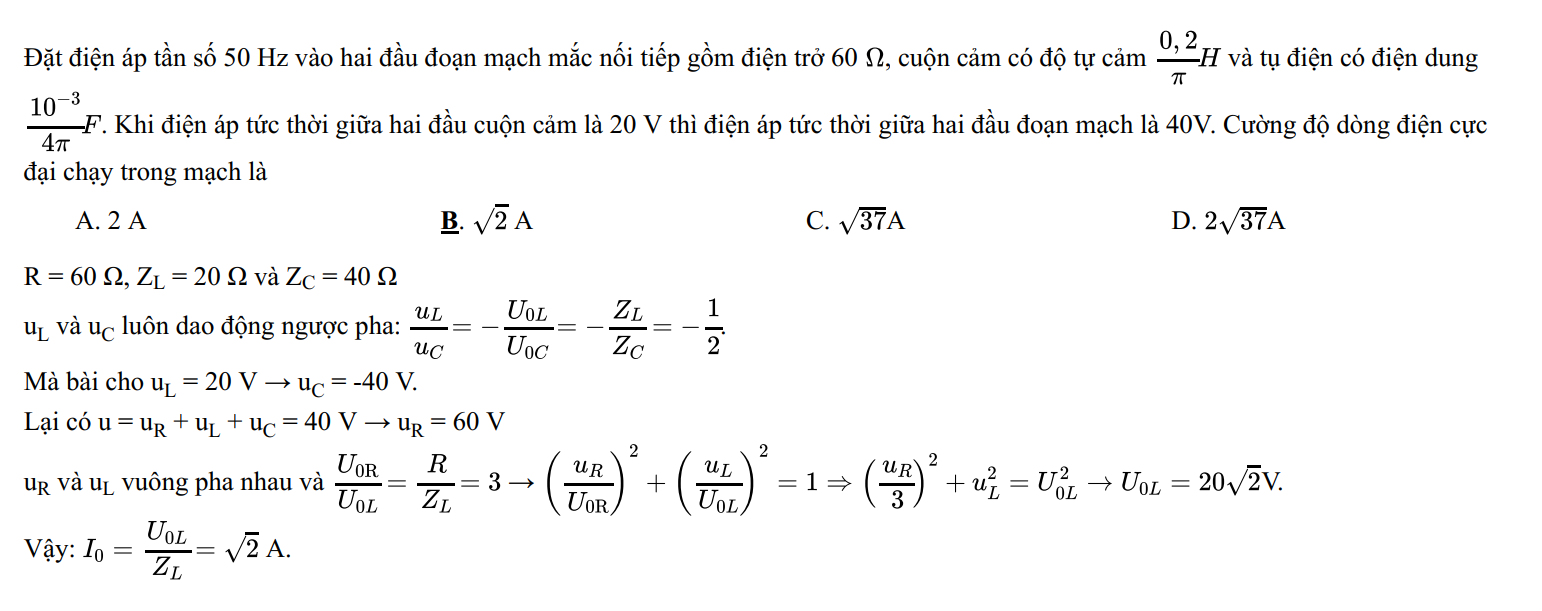 Đặt điện áp tần số 50 Hz vào hai đầu đoạn mạch mắc nối tiếp gồm điện trở 60 Ω, cuộn cảm có độ tự cảm $\frac{0,2}{\pi}H$ và tụ điện có điện dung
$\frac{10^{-3}}{4\pi}F$. Khi điện áp tức thời giữa hai đầu cuộn cảm là 20 V thì điện áp tức thời giữa hai đầu đoạn mạch là 40V. Cường độ dòng điện cực
đại chạy trong mạch là
A. 2 A B. $\sqrt{2}$ A C. $\sqrt{37}$A D. $2\sqrt{37}$A
R = 60 Ω, Z_L = 20 Ω và Z_C = 40 Ω
u_L và u_C luôn dao động ngược pha: $\frac{u_L}{u_C} = -\frac{U_{0L}}{U_{0C}} = -\frac{Z_L}{Z_C} = -\frac{1}{2}$.
Mà bài cho u_L = 20 V → u_C = -40 V.
Lại có u = u_R + u_L + u_C = 40 V → u_R = 60 V
u_R và u_L vuông pha nhau và $\frac{U_{0R}}{U_{0L}} = \frac{R}{Z_L} = 3 \rightarrow \left(\frac{u_R}{U_{0R}}\right)^2 + \left(\frac{u_L}{U_{0L}}\right)^2 = 1 \Rightarrow \left(\frac{u_R}{3}\right)^2 + u_L^2 = U_{0L}^2 \rightarrow U_{0L} = 20\sqrt{2}$V.
Vậy: $I_0 = \frac{U_{0L}}{Z_L} = \sqrt{2}$ A.